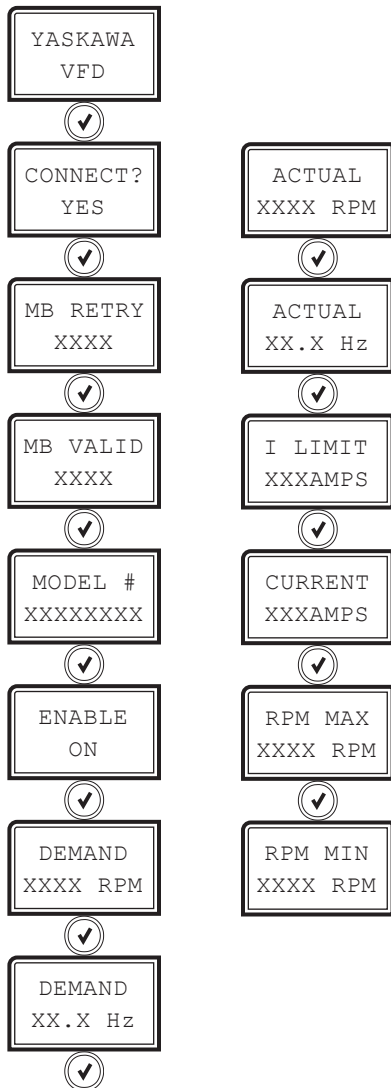 YASKAWA
VFD
CONNECT?
YES
MB RETRY
XXXX
MB VALID
XXXX
MODEL #
XXXXXXXX
ENABLE
ON
DEMAND
XXXX RPM
DEMAND
XX.X Hz
ACTUAL
XXXX RPM
ACTUAL
XX.X Hz
I LIMIT
XXXAMPS
CURRENT
XXXAMPS
RPM MAX
XXXX RPM
RPM MIN
XXXX RPM